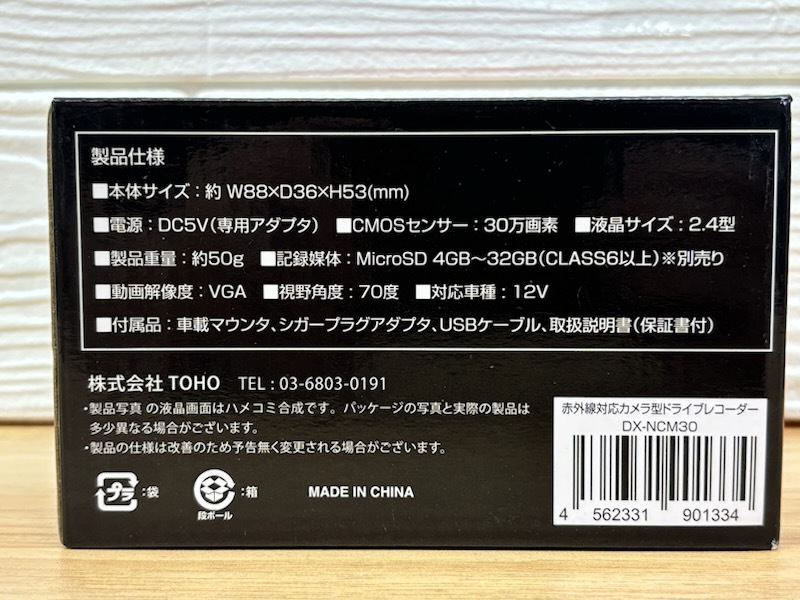 製品仕様
■本体サイズ：約 W88×D36×H53(mm)
■電源：DC5V(専用アダプタ) ■CMOSセンサー：30万画素 ■液晶サイズ：2.4型
■製品重量：約50g ■記録媒体：MicroSD 4GB〜32GB(CLASS6以上)※別売り
■動画解像度：VGA ■視野角度：70度 ■対応車種：12V
■付属品：車載マウンタ、シガープラグアダプタ、USBケーブル、取扱説明書(保証書付)
株式会社 TOHO TEL：03-6803-0191
・製品写真 の液晶画面はハメコミ合成です。パッケージの写真と実際の製品は
多少異なる場合がございます。
・製品の仕様は改善のため予告無く変更される場合がございます。
プラ：袋
段ボール：箱
MADE IN CHINA
赤外線対応カメラ型ドライブレコーダー
DX-NCM30
4 562331 901334